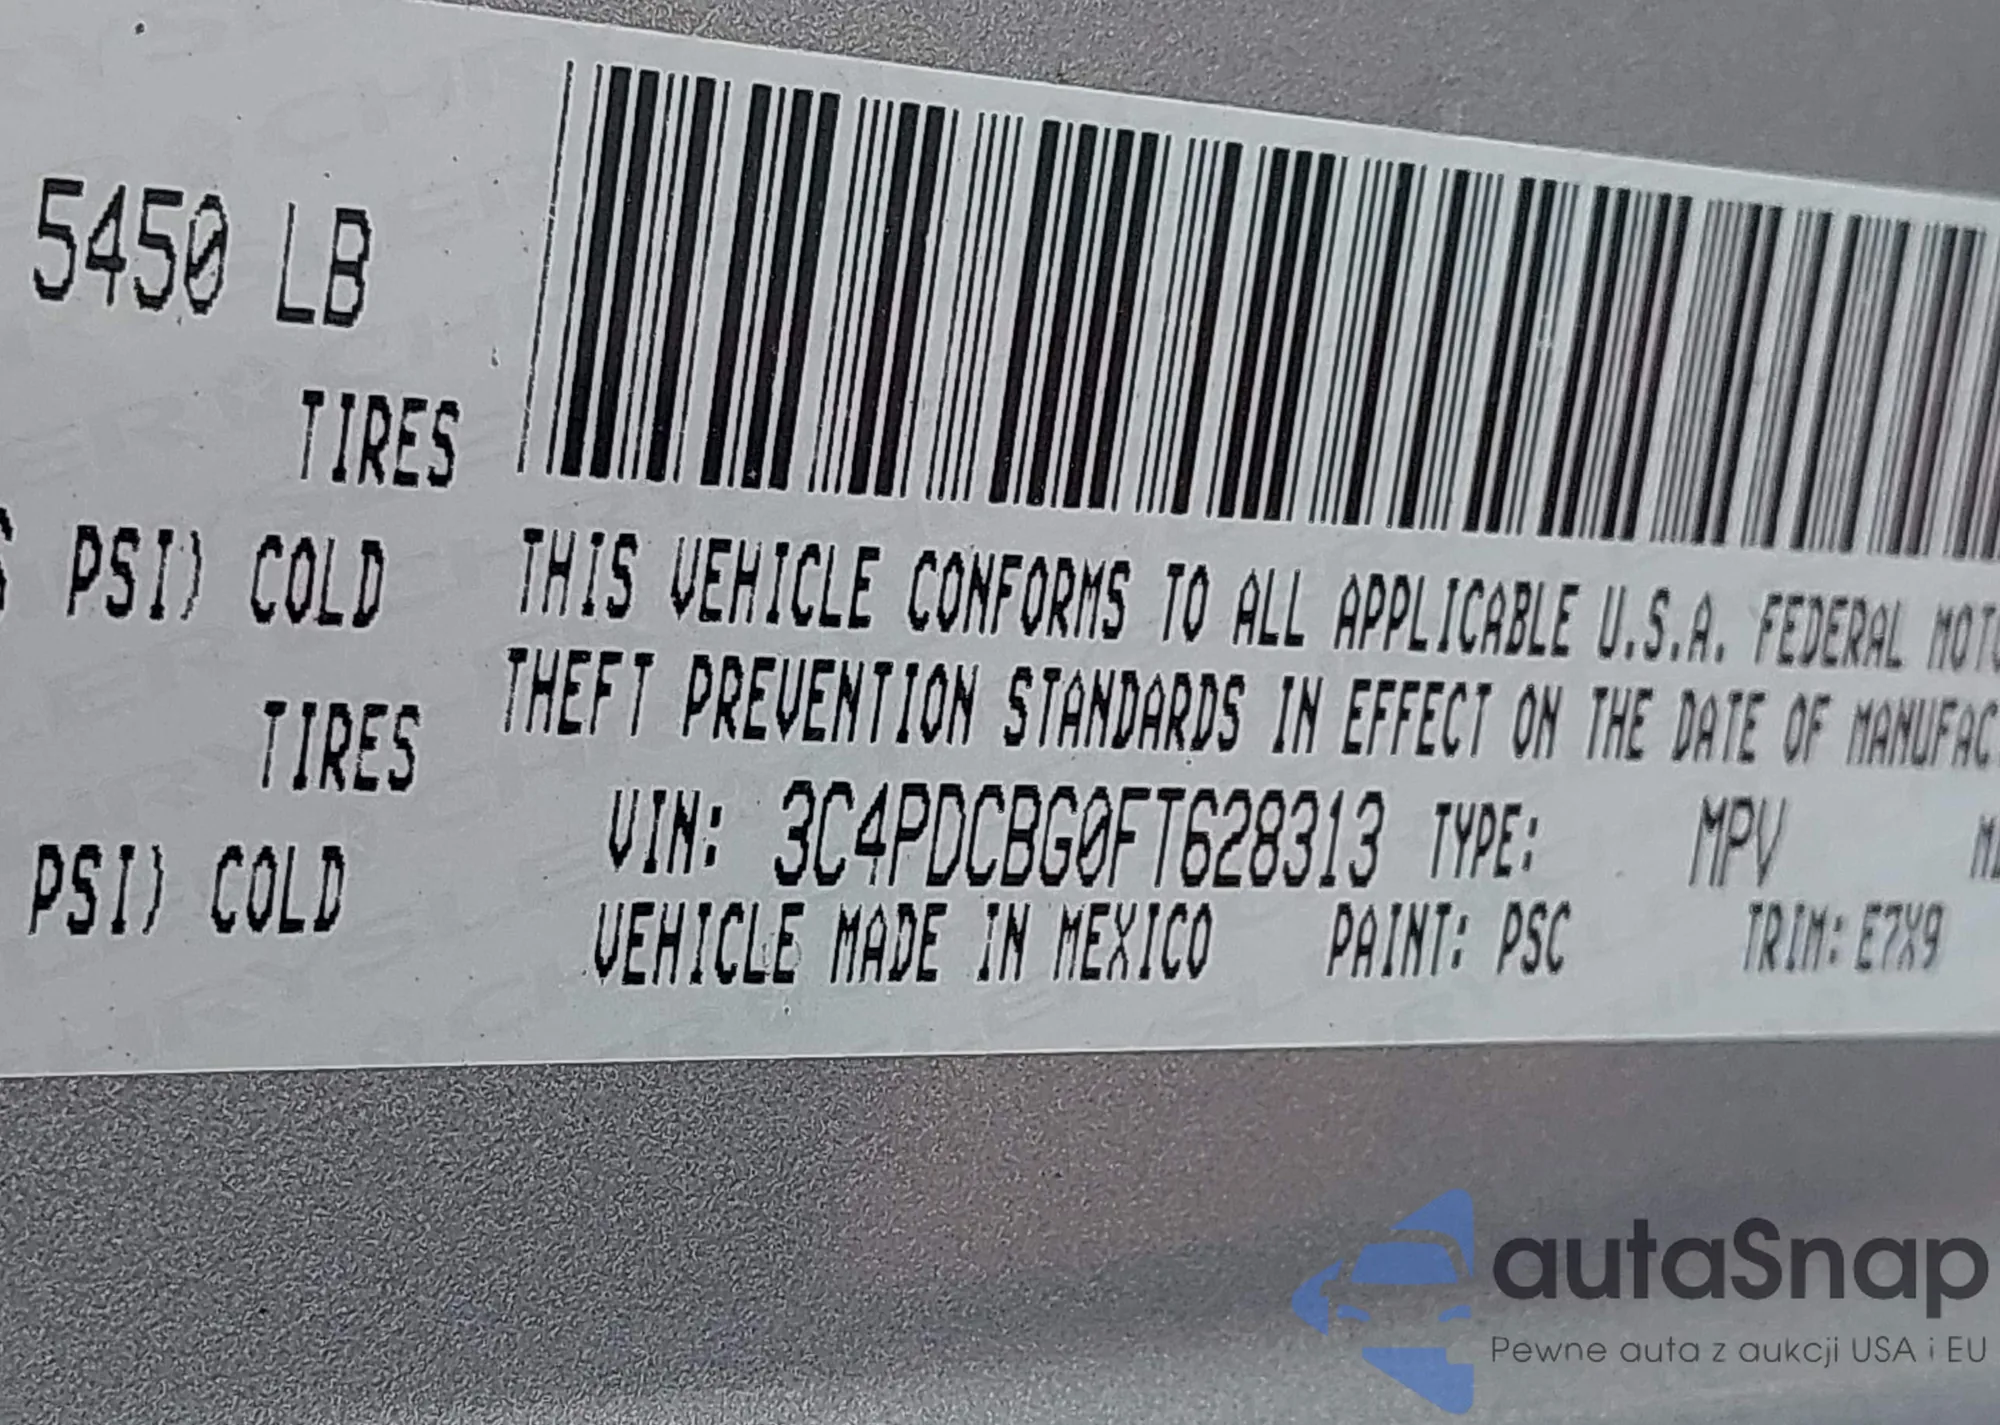 5450 LB
TIRES
PSI) COLD
TIRES
PSI) COLD
THIS VEHICLE CONFORMS TO ALL APPLICABLE U.S.A. FEDERAL
THEFT PREVENTION STANDARDS IN EFFECT ON THE DATE OF
VIN: 3C4PDCBG0FT628313 TYPE: MPV
VEHICLE MADE IN MEXICO PAINT: PSC TRIM: E7X9
autaSnap
Pewne auta z aukcji USA i EU